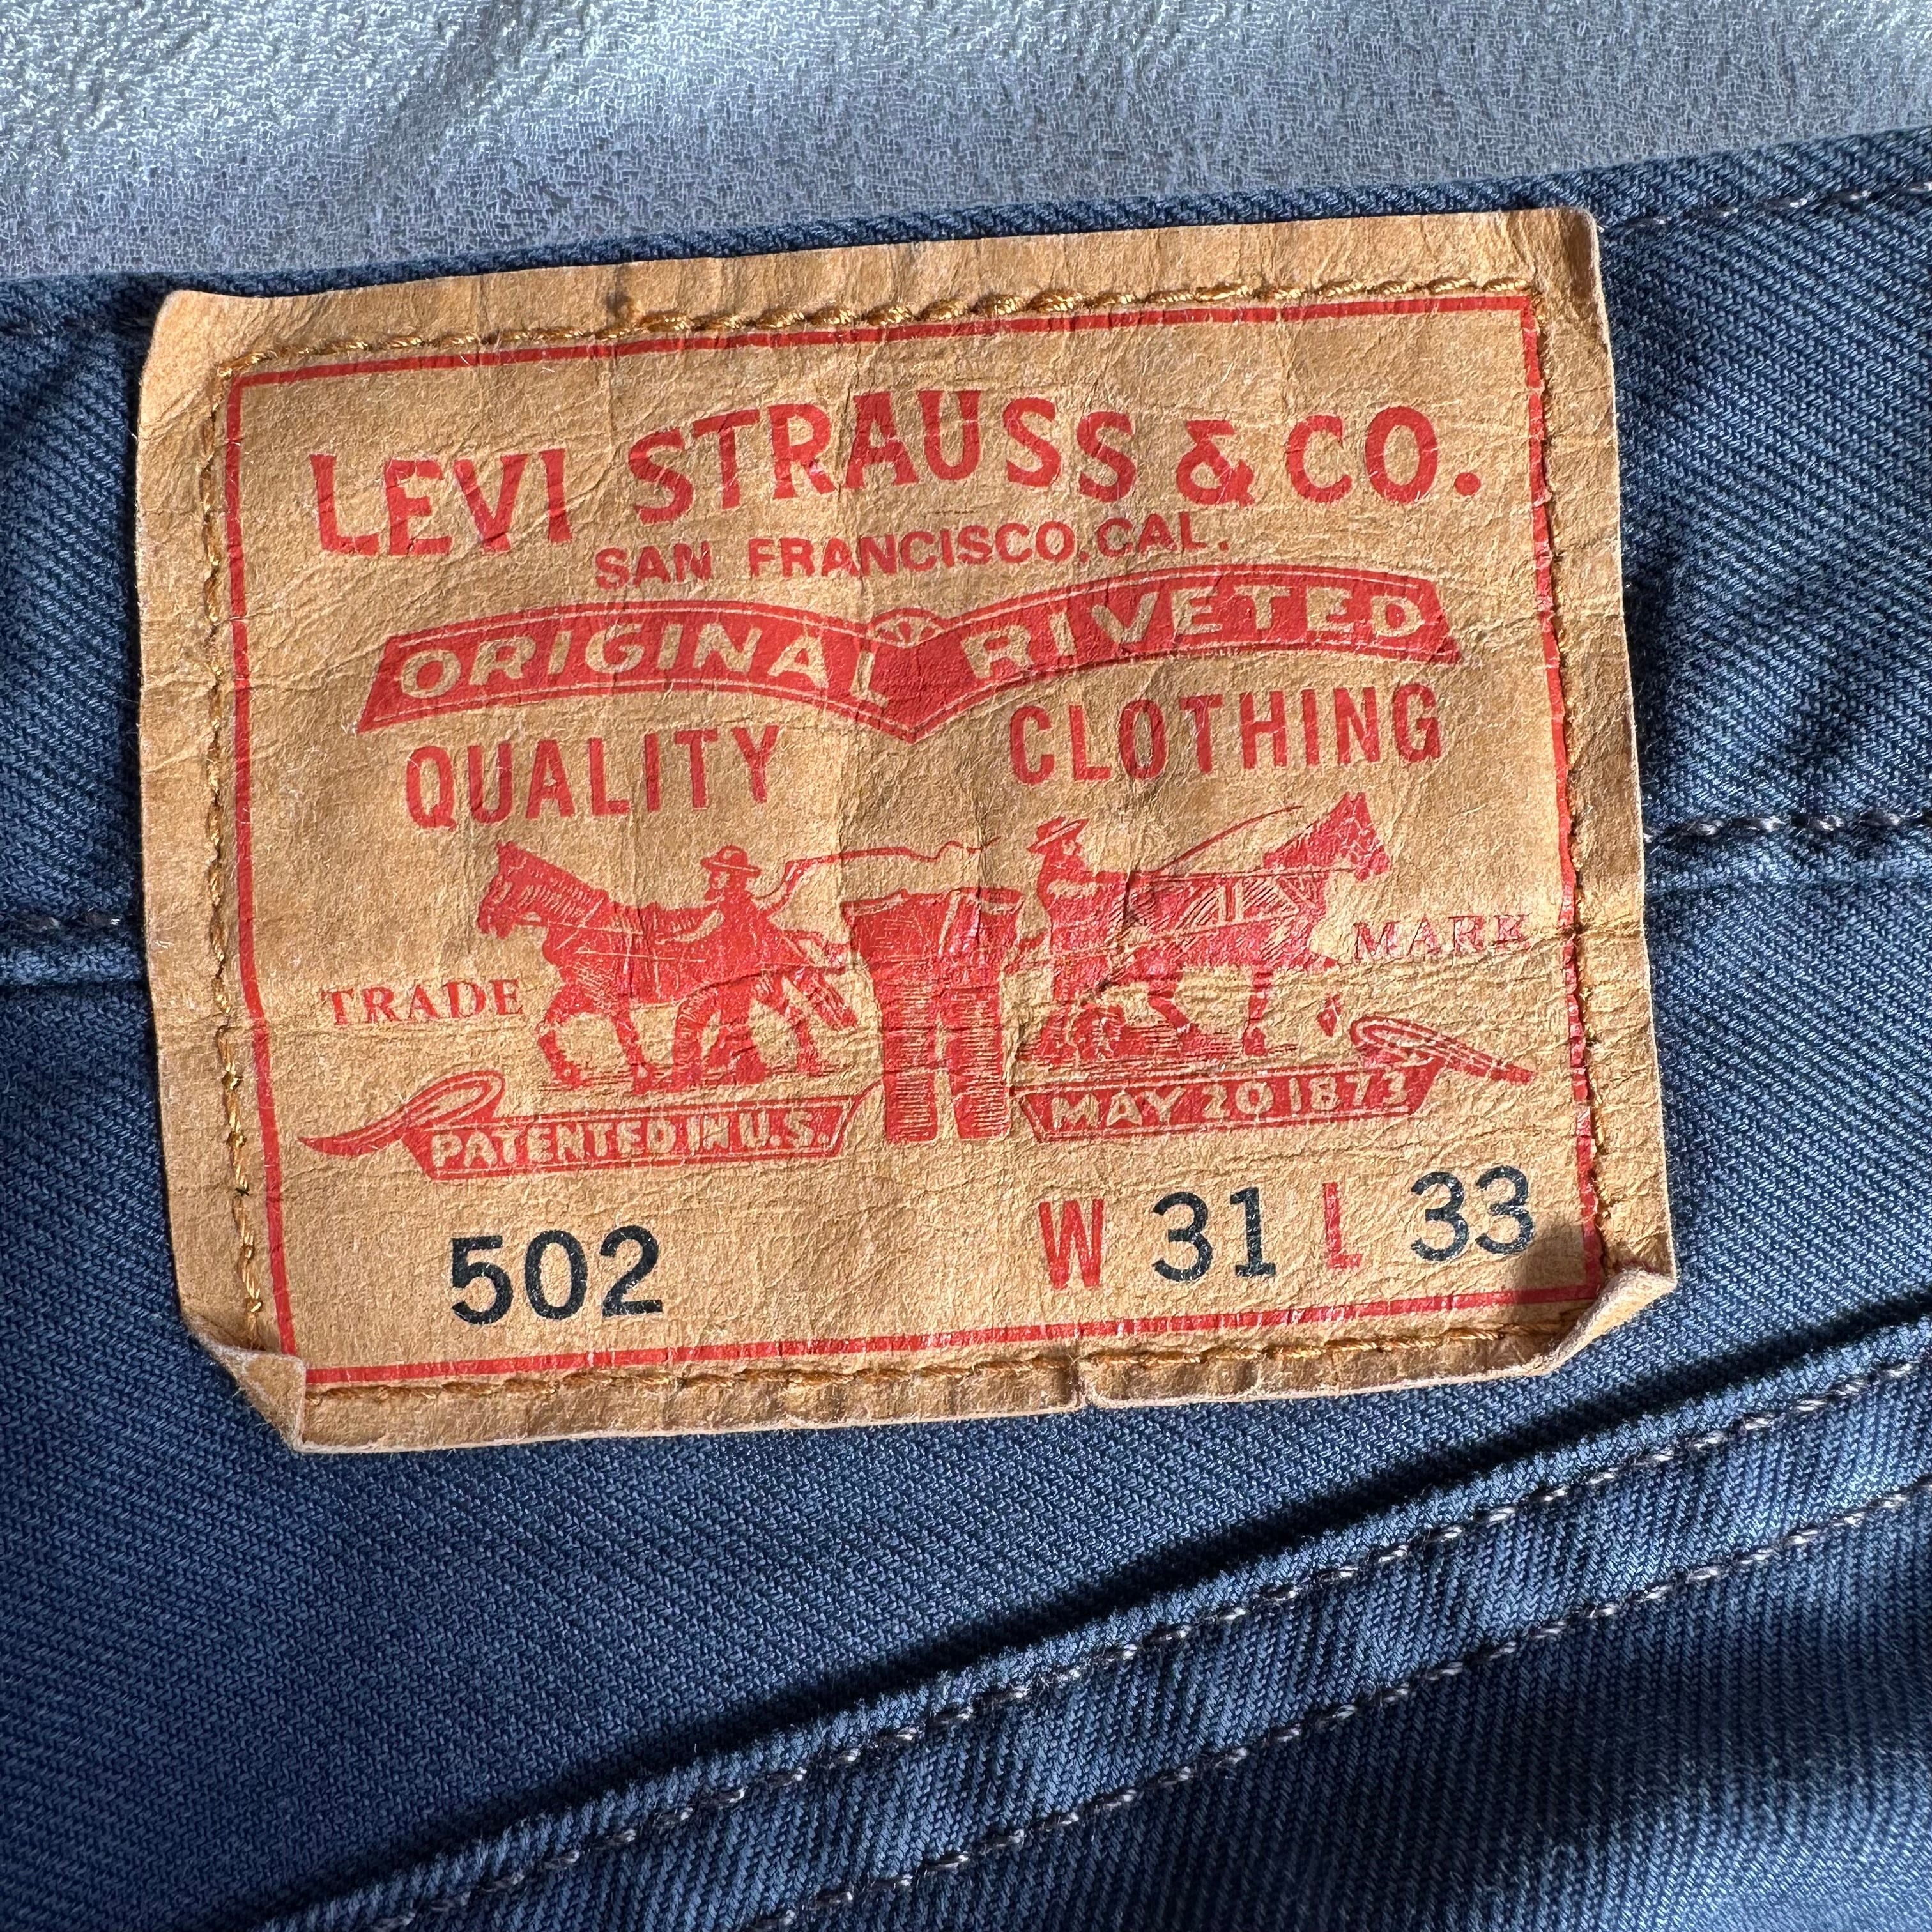 LEVI STRAUSS & CO.
SAN FRANCISCO, CAL.
ORIGINAL RIVETED
QUALITY CLOTHING
TRADE MARK
PATENTED IN U.S. MAY 20 1873
502 W 31 L 33